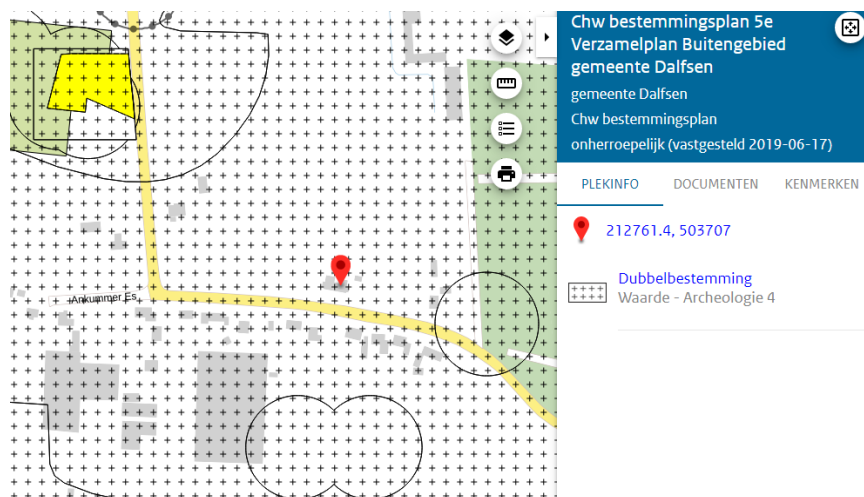 Chw bestemmingsplan 5e
Verzamelplan Buitengebied
gemeente Dalfsen
gemeente Dalfsen
Chw bestemmingsplan
onherroepelijk (vastgesteld 2019-06-17)
PLEKINFO DOCUMENTEN KENMERKEN
212761.4, 503707
Dubbelbestemming
Waarde - Archeologie 4
Ankummer Es